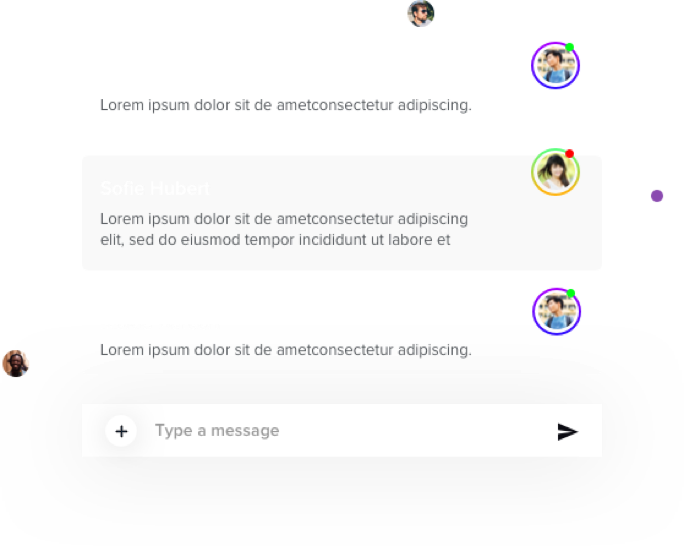 Lorem ipsum dolor sit de ametconsectetur adipiscing.
Sofie Hubert
Lorem ipsum dolor sit de ametconsectetur adipiscing
elit, sed do eiusmod tempor incididunt ut labore et
Lorem ipsum dolor sit de ametconsectetur adipiscing.
Type a message